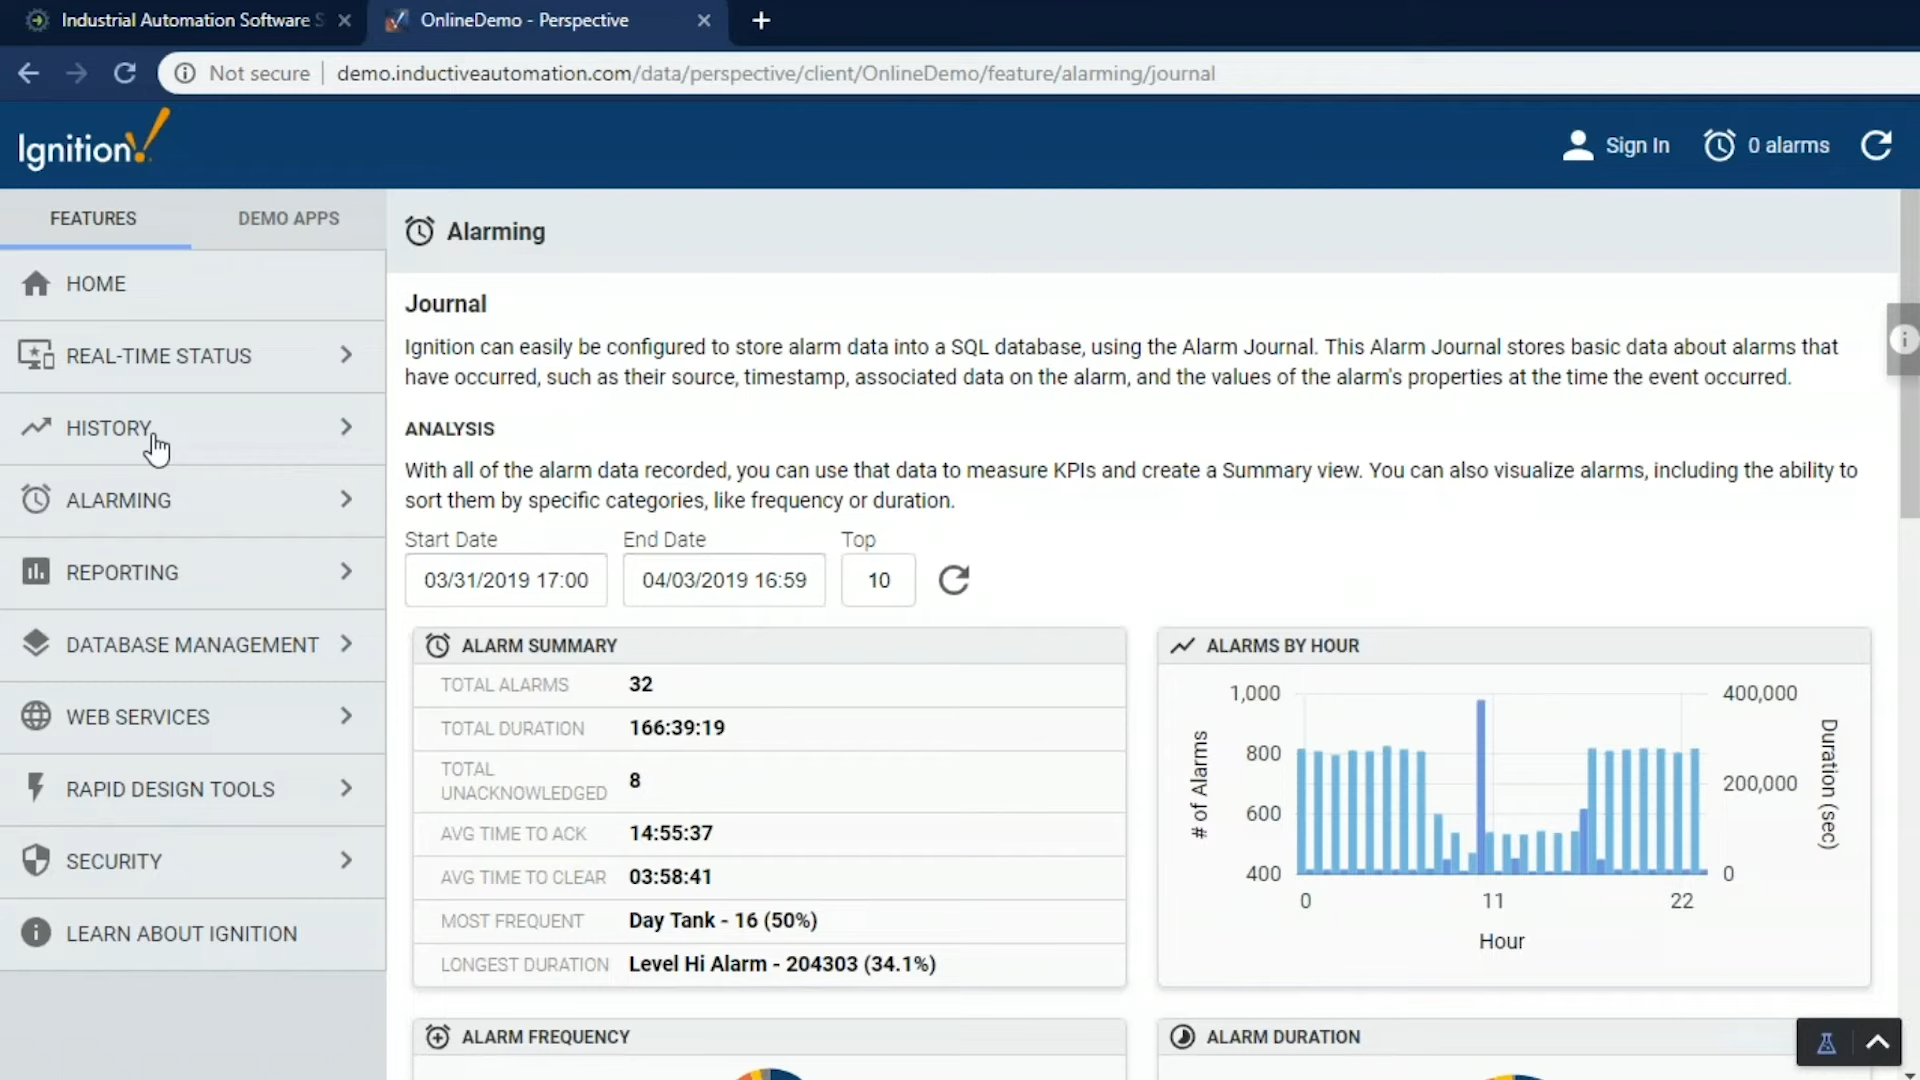 Industrial Automation Software S
OnlineDemo - Perspective
Not secure
demo.inductiveautomation.com/data/perspective/client/OnlineDemo/feature/alarming/journal
Ignition!
Sign In
0 alarms
FEATURES
DEMO APPS
HOME
REAL-TIME STATUS
HISTORY
ALARMING
REPORTING
DATABASE MANAGEMENT
WEB SERVICES
RAPID DESIGN TOOLS
SECURITY
LEARN ABOUT IGNITION
Alarming
Journal
Ignition can easily be configured to store alarm data into a SQL database, using the Alarm Journal. This Alarm Journal stores basic data about alarms that
have occurred, such as their source, timestamp, associated data on the alarm, and the values of the alarm's properties at the time the event occurred.
ANALYSIS
With all of the alarm data recorded, you can use that data to measure KPIs and create a Summary view. You can also visualize alarms, including the ability to
sort them by specific categories, like frequency or duration.
Start Date
End Date
Top
03/31/2019 17:00
04/03/2019 16:59
10
ALARM SUMMARY
TOTAL ALARMS 32
TOTAL DURATION 166:39:19
TOTAL
UNACKNOWLEDGED 8
AVG TIME TO ACK 14:55:37
AVG TIME TO CLEAR 03:58:41
MOST FREQUENT Day Tank - 16 (50%)
LONGEST DURATION Level Hi Alarm - 204303 (34.1%)
ALARMS BY HOUR
1,000
800
600
400
# of Alarms
400,000
200,000
0
Duration (sec)
0
11
22
Hour
ALARM FREQUENCY
ALARM DURATION